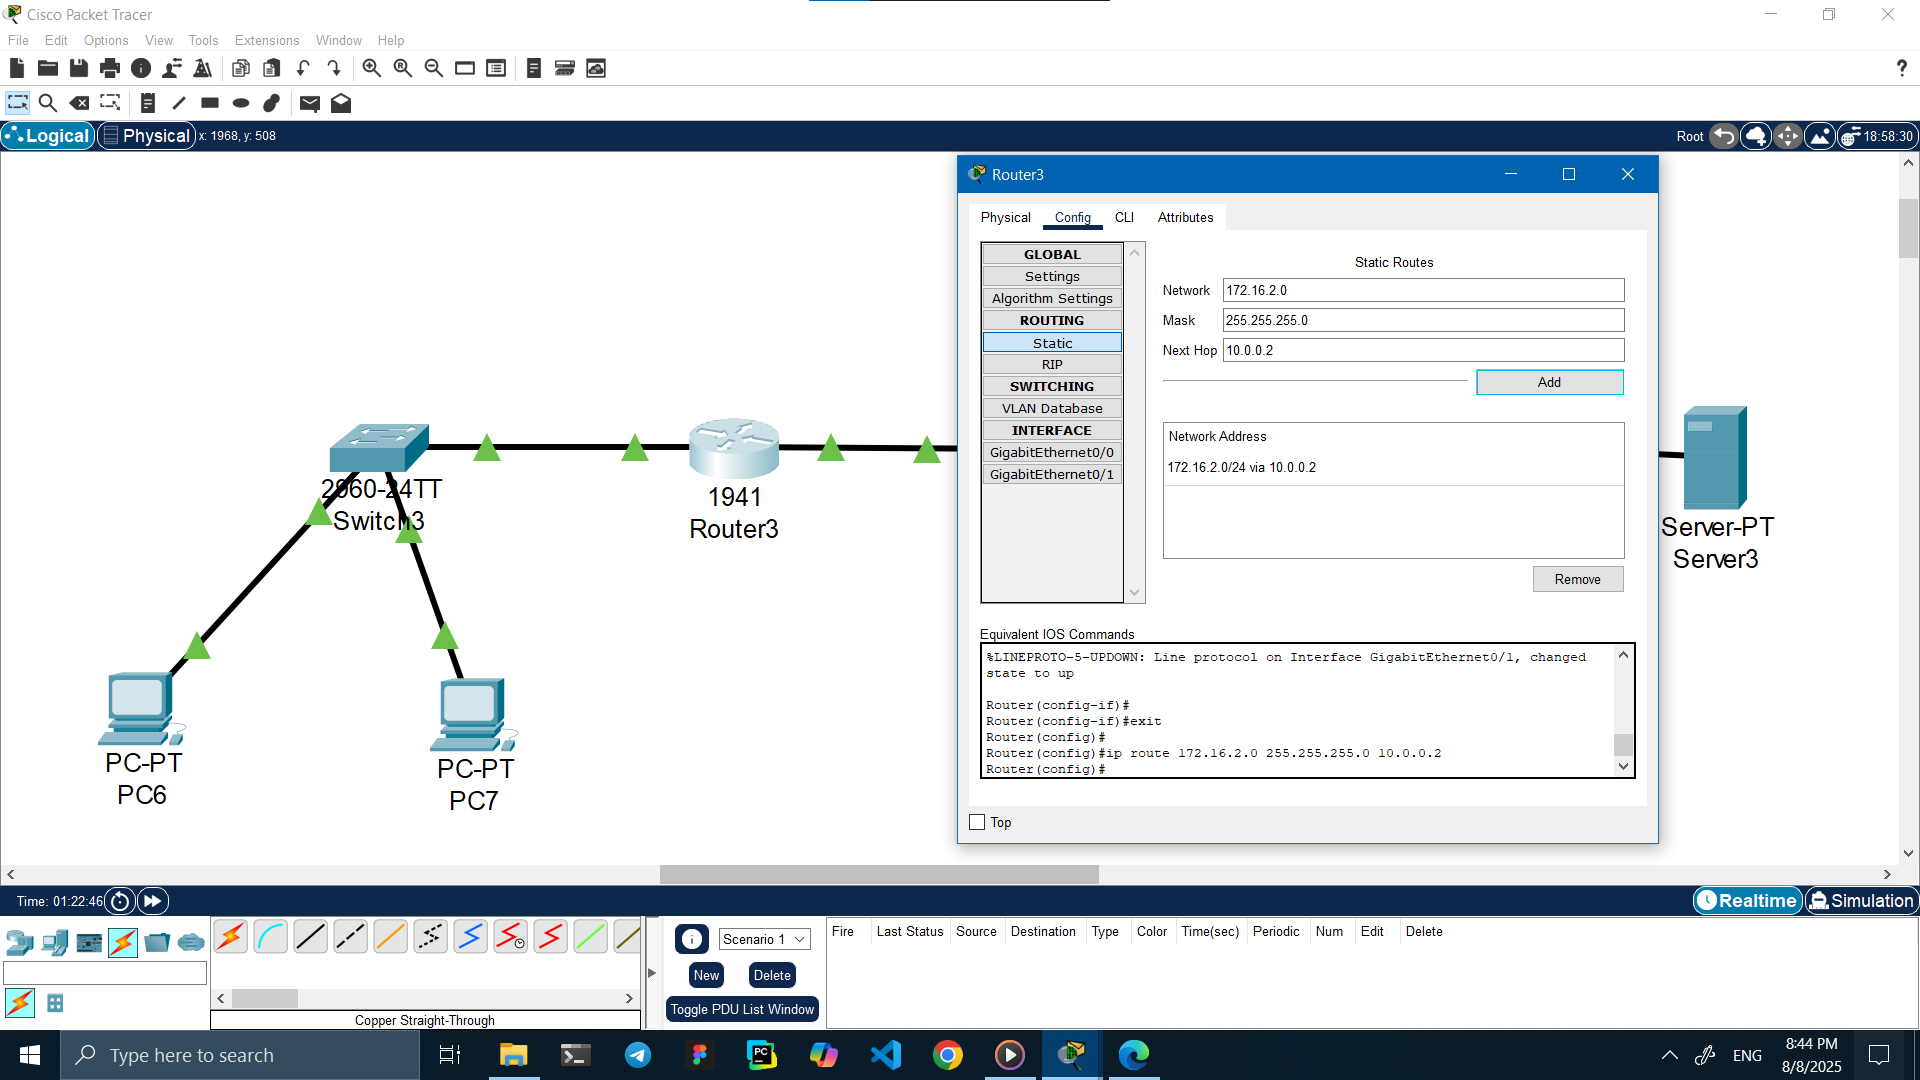 Cisco Packet Tracer
File Edit Options View Tools Extensions Window Help
?
Logical Physical x: 1968, y: 508
Root 18:58:30
2960-24TT
Switch3
1941
Router3
PC-PT
PC6
PC-PT
PC7
Server-PT
Server3
Router3
Physical Config CLI Attributes
GLOBAL
Settings
Algorithm Settings
ROUTING
Static
RIP
SWITCHING
VLAN Database
INTERFACE
GigabitEthernet0/0
GigabitEthernet0/1
Static Routes
Network 172.16.2.0
Mask 255.255.255.0
Next Hop 10.0.0.2
Add
Network Address
172.16.2.0/24 via 10.0.0.2
Remove
Equivalent IOS Commands
%LINEPROTO-5-UPDOWN: Line protocol on Interface GigabitEthernet0/1, changed
state to up
Router(config-if)#
Router(config-if)#exit
Router(config)#
Router(config)#ip route 172.16.2.0 255.255.255.0 10.0.0.2
Router(config)#
Top
Time: 01:22:46
Realtime Simulation
Scenario 1
New Delete
Toggle PDU List Window
Fire Last Status Source Destination Type Color Time(sec) Periodic Num Edit Delete
Copper Straight-Through
Type here to search
PC
ENG
8:44 PM
8/8/2025